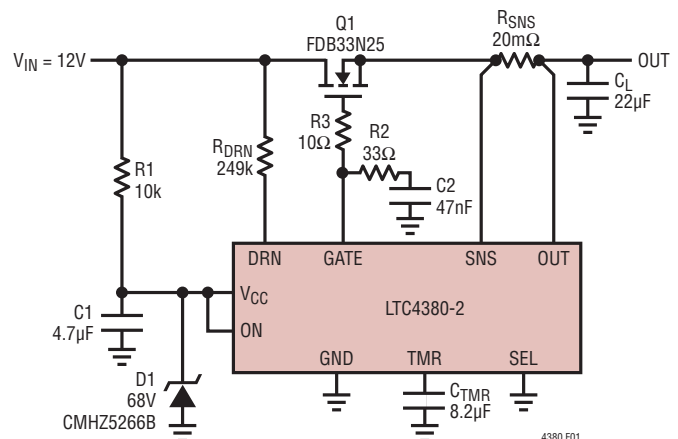 Q1
FDB33N25
RSNS
20mΩ
VIN = 12V
OUT
CL
22µF
R3
10Ω
R2
33Ω
RDRN
249k
R1
10k
C2
47nF
DRN
GATE
SNS
OUT
VCC
LTC4380-2
ON
C1
4.7µF
GND
TMR
SEL
D1
68V
CMHZ5266B
CTMR
8.2µF
4380 F01